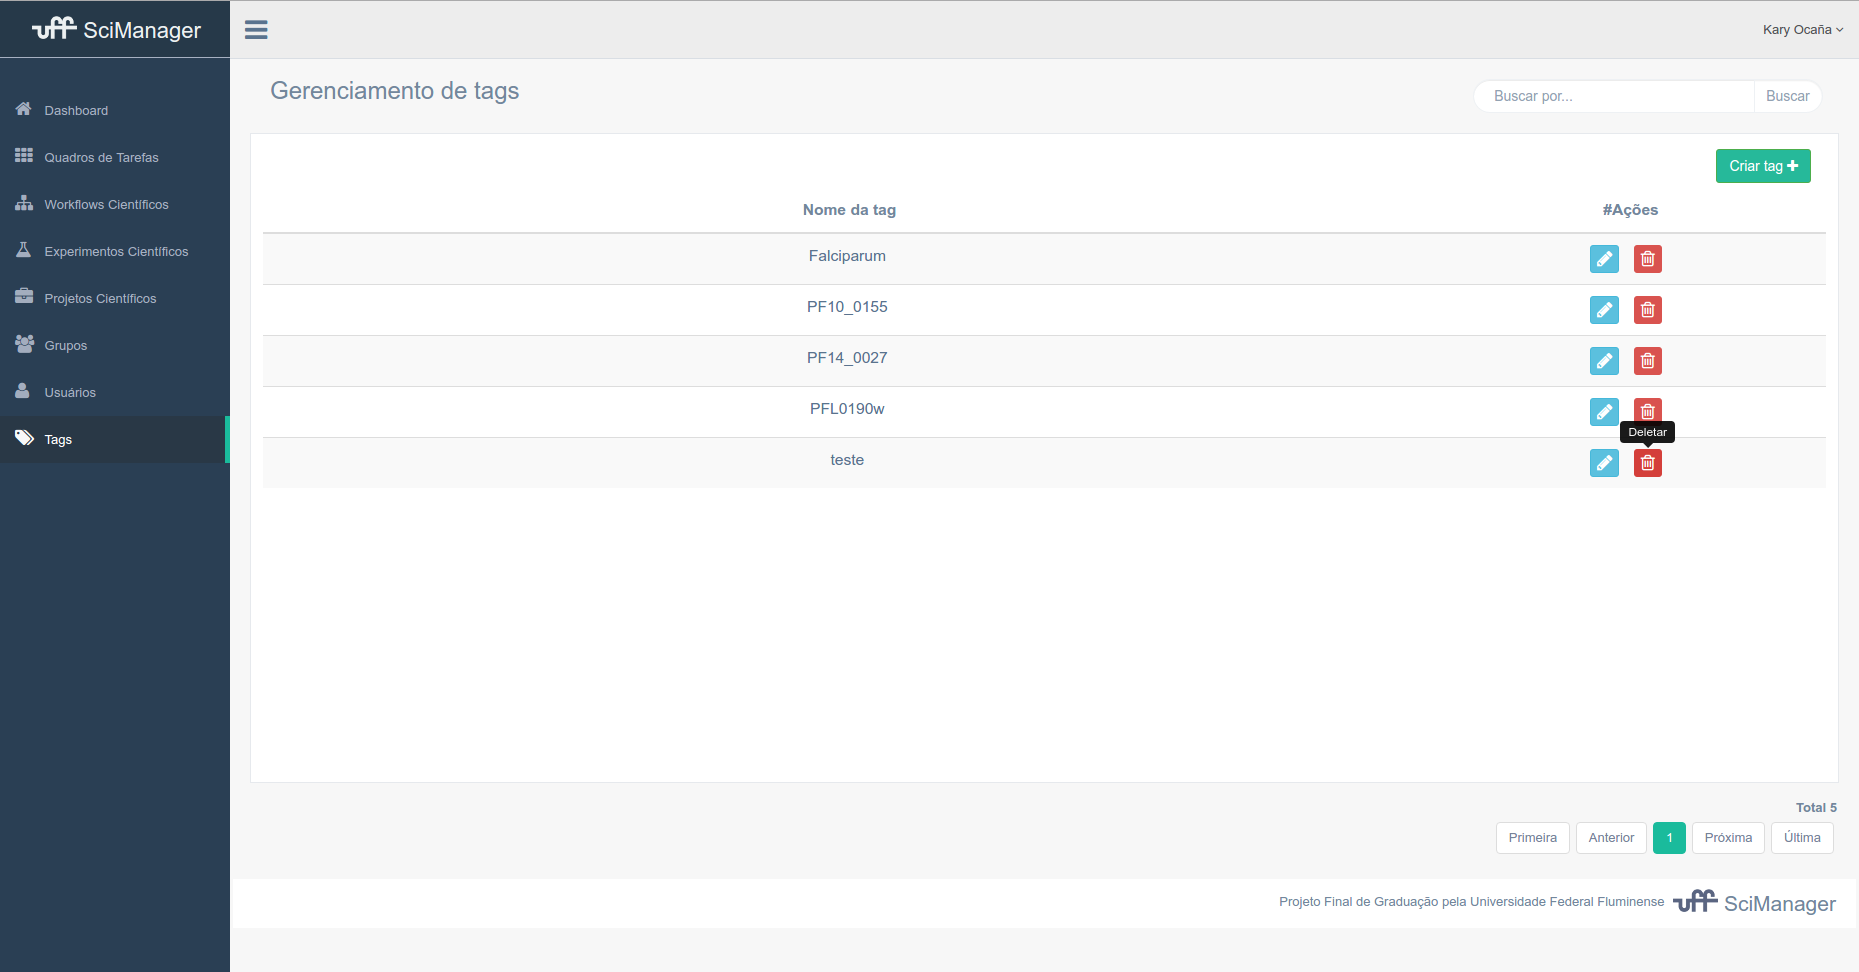 uff SciManager
Kary Ocaña
Dashboard
Quadros de Tarefas
Workflows Científicos
Experimentos Científicos
Projetos Científicos
Grupos
Usuários
Tags
Gerenciamento de tags
Buscar por... Buscar
Criar tag
Nome da tag #Ações
Falciparum
PF10_0155
PF14_0027
PFL0190w
Deletar
teste
Total 5
Primeira Anterior 1 Próxima Última
Projeto Final de Graduação pela Universidade Federal Fluminense uff SciManager